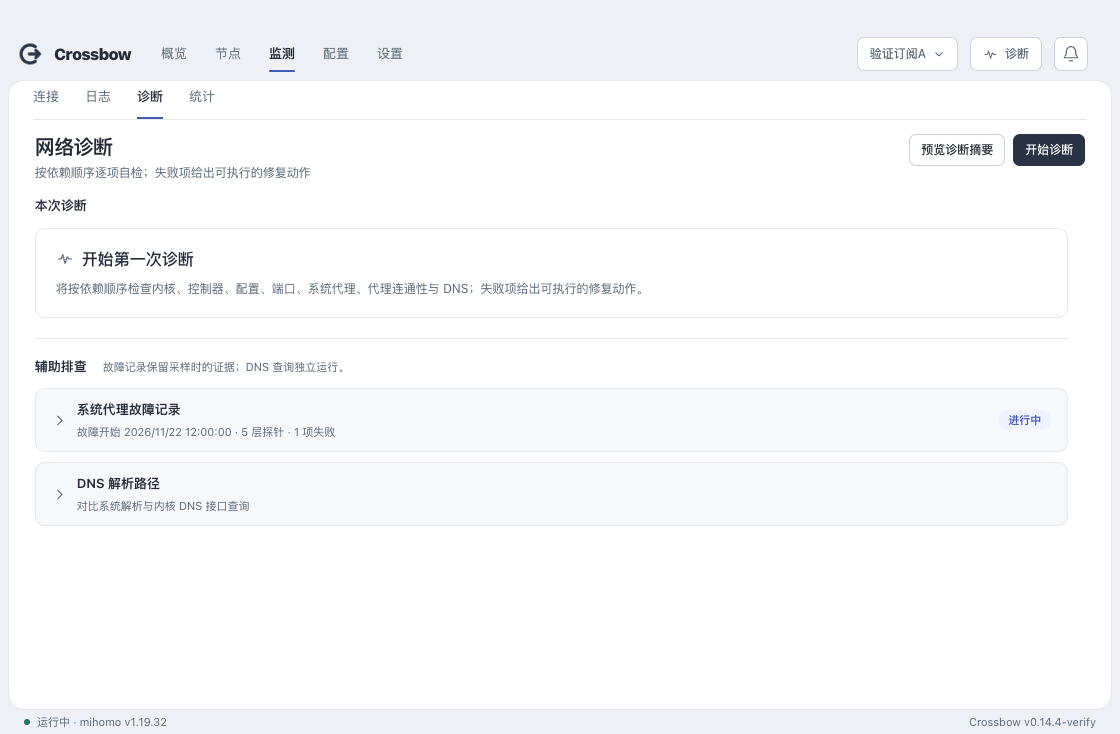 Crossbow 概览 节点 监测 配置 设置 验证订阅A 诊断
连接 日志 诊断 统计
网络诊断
按依赖顺序逐项自检；失败项给出可执行的修复动作
预览诊断摘要 开始诊断
本次诊断
开始第一次诊断
将按依赖顺序检查内核、控制器、配置、端口、系统代理、代理连通性与 DNS；失败项给出可执行的修复动作。
辅助排查 故障记录保留采样时的证据；DNS 查询独立运行。
系统代理故障记录
故障开始 2026/11/22 12:00:00 · 5 层探针 · 1 项失败
进行中
DNS 解析路径
对比系统解析与内核 DNS 接口查询
运行中 · mihomo v1.19.32
Crossbow v0.14.4-verify